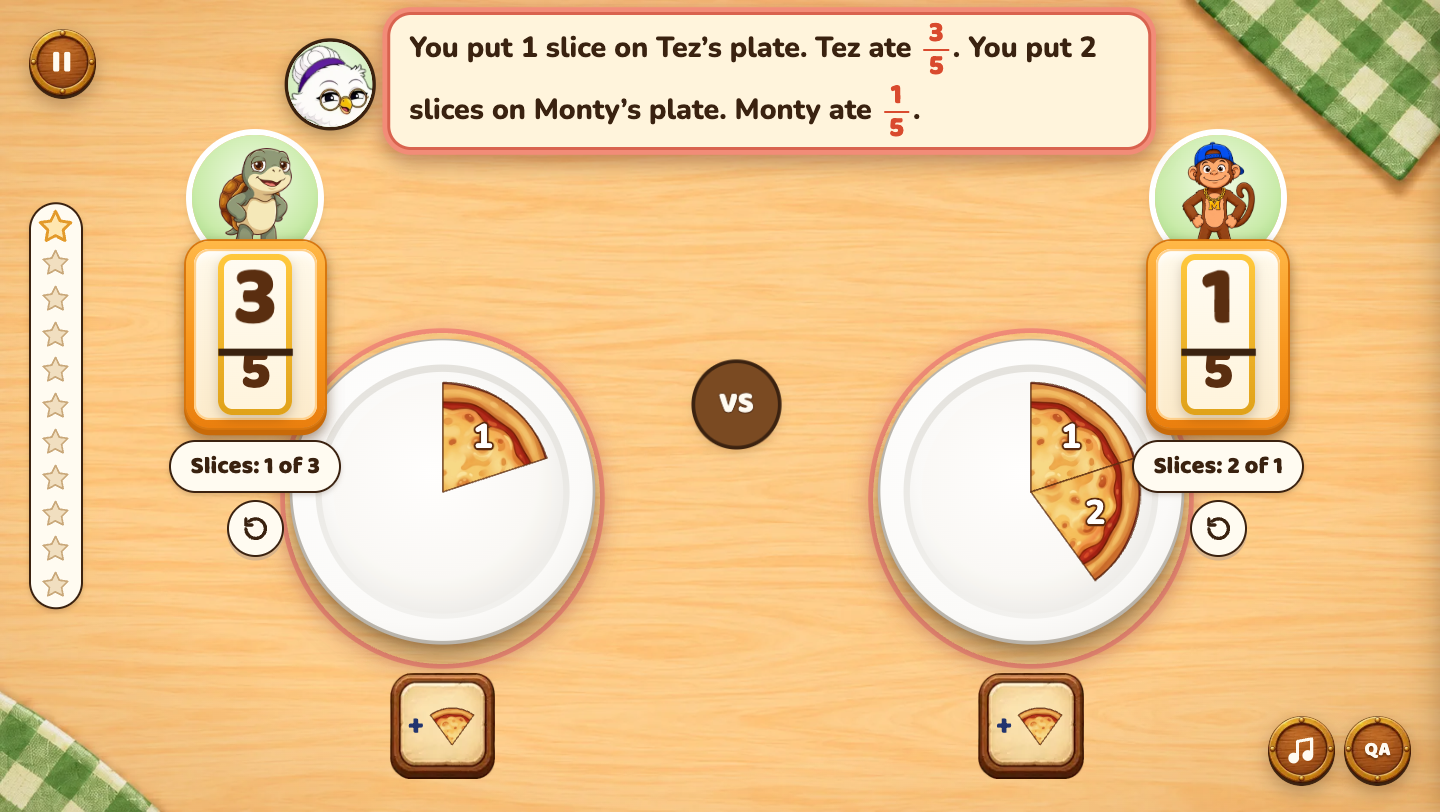 You put 1 slice on Tez's plate. Tez ate 3/5. You put 2
slices on Monty's plate. Monty ate 1/5.
3
5
1
5
VS
1
1
2
Slices: 1 of 3
Slices: 2 of 1
+
+
M
QA